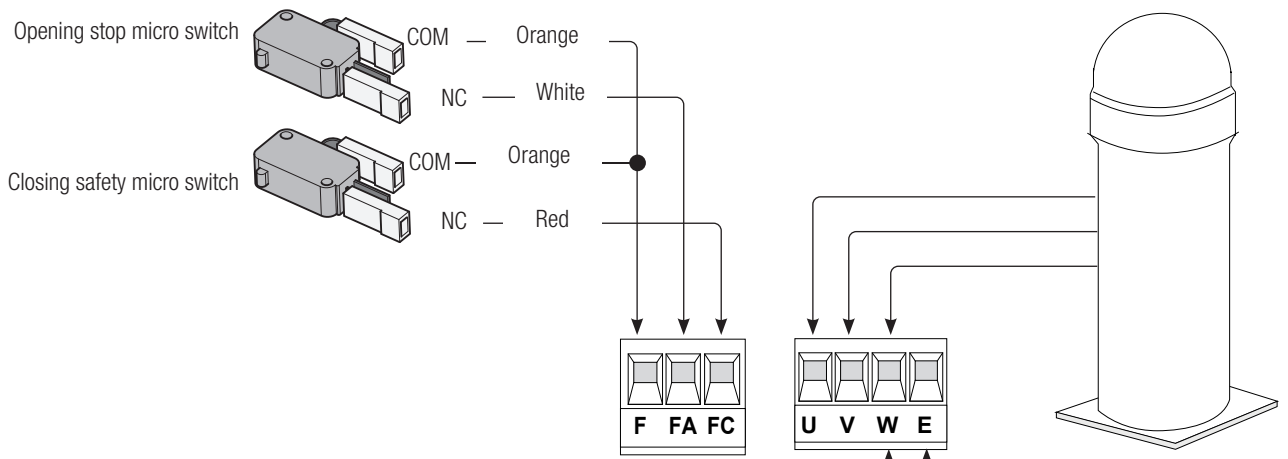 Opening stop micro switch
COM — Orange
NC — White
COM — Orange
Closing safety micro switch
NC — Red
F FA FC
U V W E